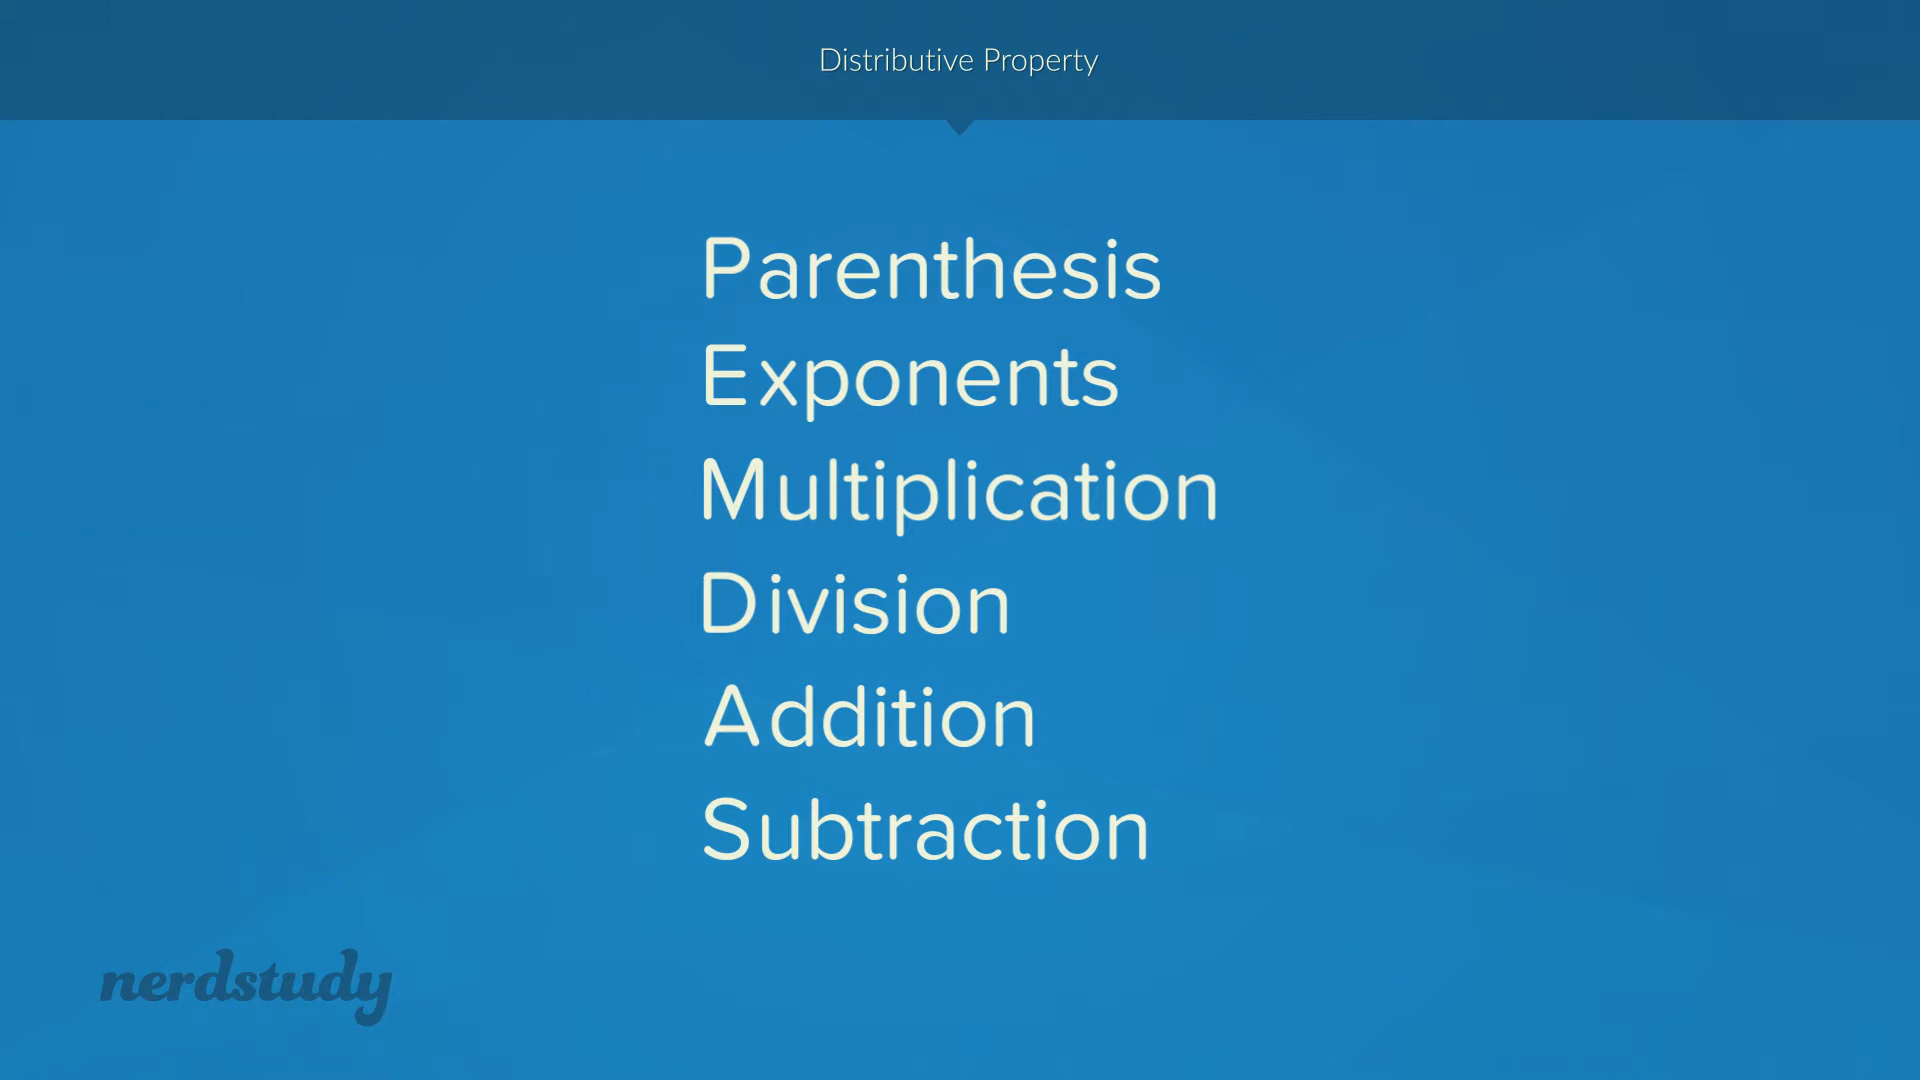 Distributive Property
Parenthesis
Exponents
Multiplication
Division
Addition
Subtraction
nerdstudy